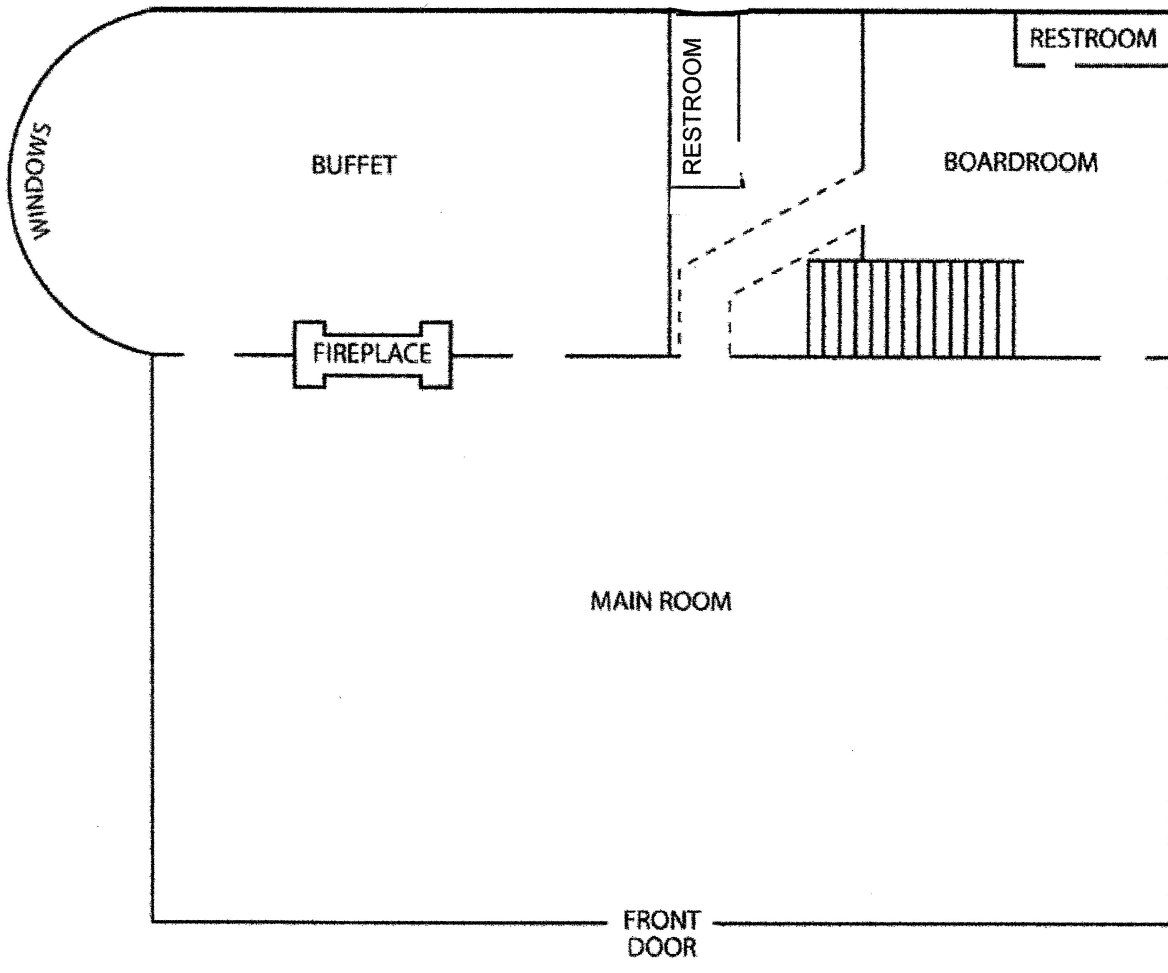 RESTROOM
RESTROOM
WINDOWS
BUFFET
BOARDROOM
FIREPLACE
MAIN ROOM
FRONT
DOOR